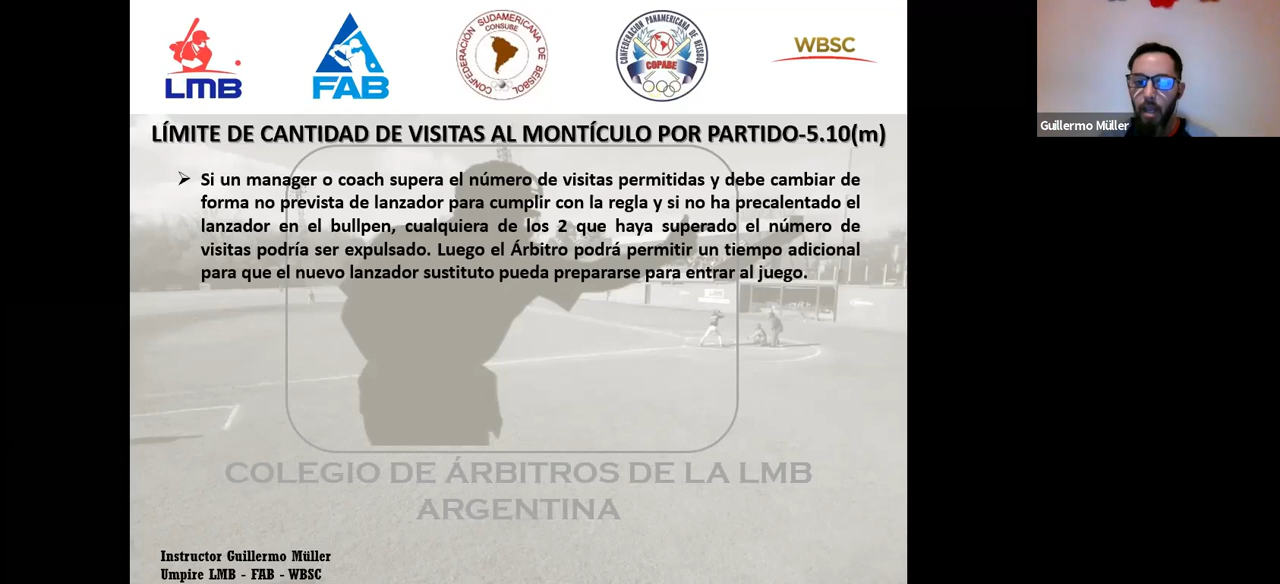 LMB
FAB
CONFEDERACIÓN SUDAMERICANA DE BÉISBOL
CONSUBE
CONFEDERACION PANAMERICANA DE BEISBOL
COPABE
WBSC
Guillermo Müller
LÍMITE DE CANTIDAD DE VISITAS AL MONTÍCULO POR PARTIDO-5.10(m)
Si un manager o coach supera el número de visitas permitidas y debe cambiar de
forma no prevista de lanzador para cumplir con la regla y si no ha precalentado el
lanzador en el bullpen, cualquiera de los 2 que haya superado el número de
visitas podría ser expulsado. Luego el Árbitro podrá permitir un tiempo adicional
para que el nuevo lanzador sustituto pueda prepararse para entrar al juego.
COLEGIO DE ÁRBITROS DE LA LMB
ARGENTINA
Instructor Guillermo Müller
Umpire LMB - FAB - WBSC